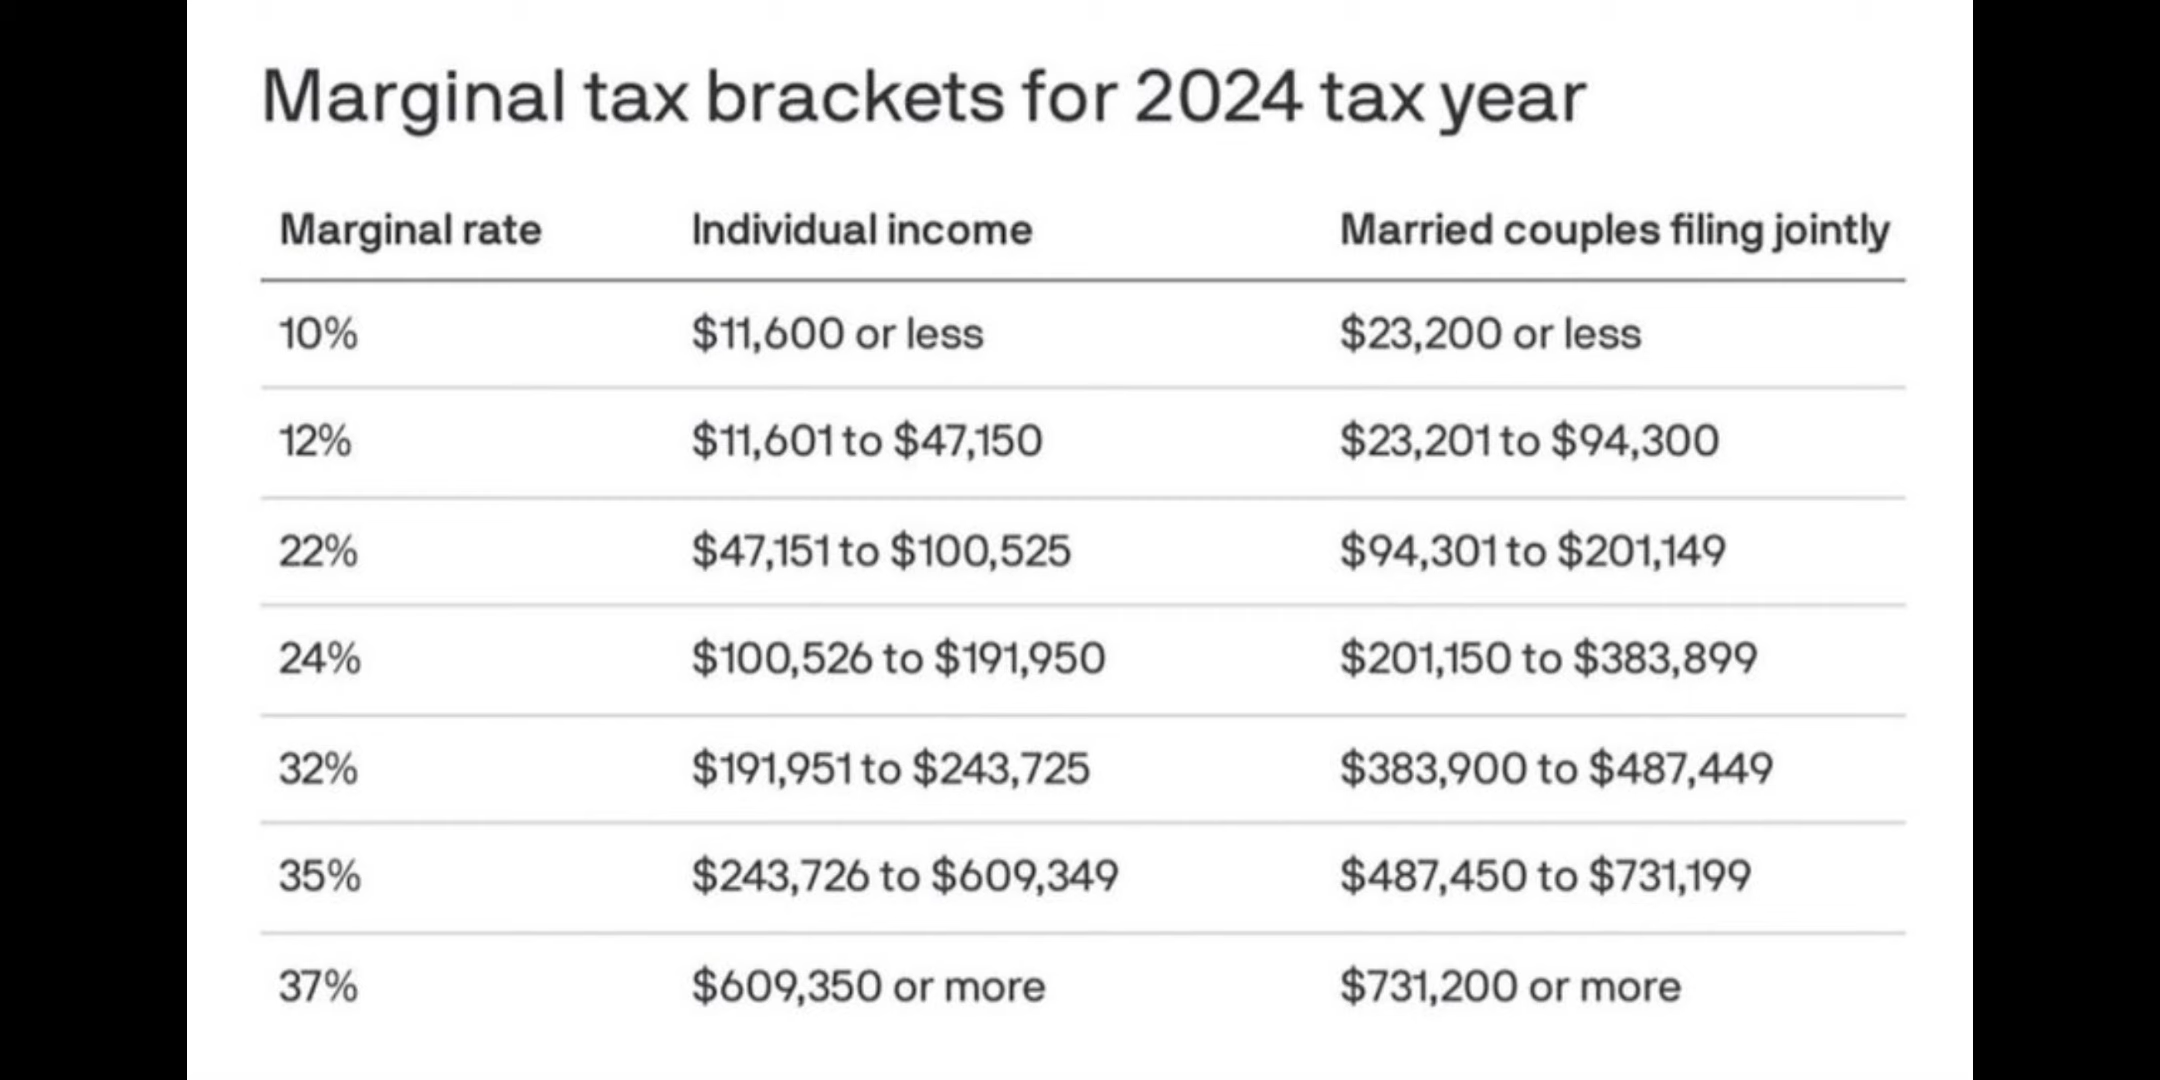 Marginal tax brackets for 2024 tax year
Marginal rate Individual income Married couples filing jointly
10% $11,600 or less $23,200 or less
12% $11,601 to $47,150 $23,201 to $94,300
22% $47,151 to $100,525 $94,301 to $201,149
24% $100,526 to $191,950 $201,150 to $383,899
32% $191,951 to $243,725 $383,900 to $487,449
35% $243,726 to $609,349 $487,450 to $731,199
37% $609,350 or more $731,200 or more